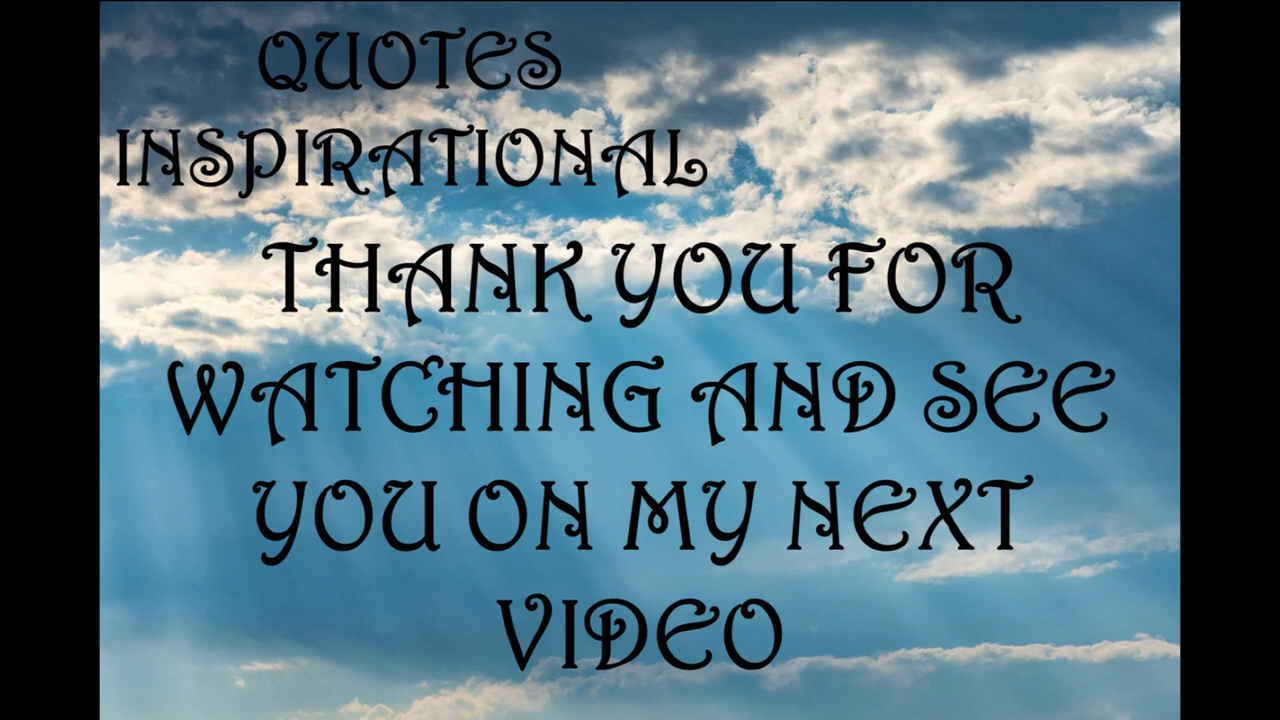 QUOTES
INSPIRATIONAL
THANK YOU FOR
WATCHING AND SEE
YOU ON MY NEXT
VIDEO